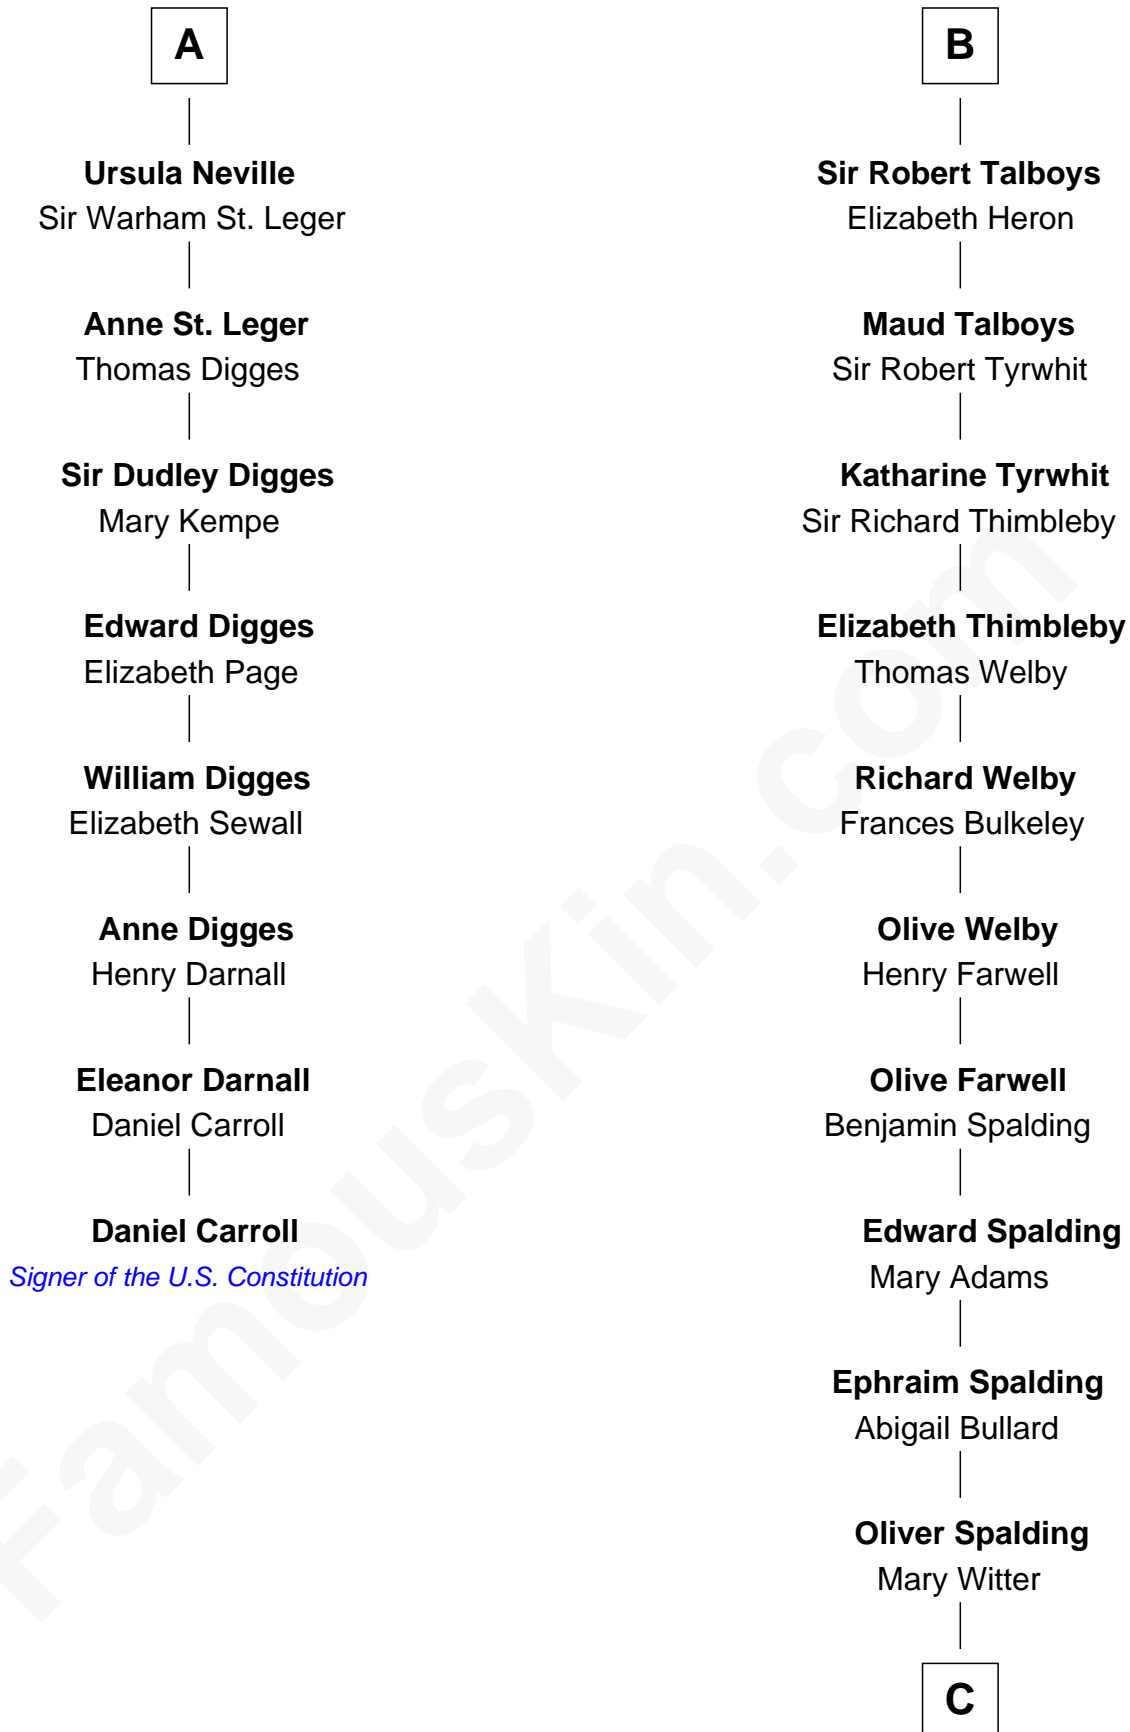 A
Ursula Neville
Sir Warham St. Leger
Anne St. Leger
Thomas Digges
Sir Dudley Digges
Mary Kempe
Edward Digges
Elizabeth Page
William Digges
Elizabeth Sewall
Anne Digges
Henry Darnall
Eleanor Darnall
Daniel Carroll
Daniel Carroll
Signer of the U.S. Constitution
B
Sir Robert Talboys
Elizabeth Heron
Maud Talboys
Sir Robert Tyrwhit
Katharine Tyrwhit
Sir Richard Thimbleby
Elizabeth Thimbleby
Thomas Welby
Richard Welby
Frances Bulkeley
Olive Welby
Henry Farwell
Olive Farwell
Benjamin Spalding
Edward Spalding
Mary Adams
Ephraim Spalding
Abigail Bullard
Oliver Spalding
Mary Witter
C
FamousKin.com